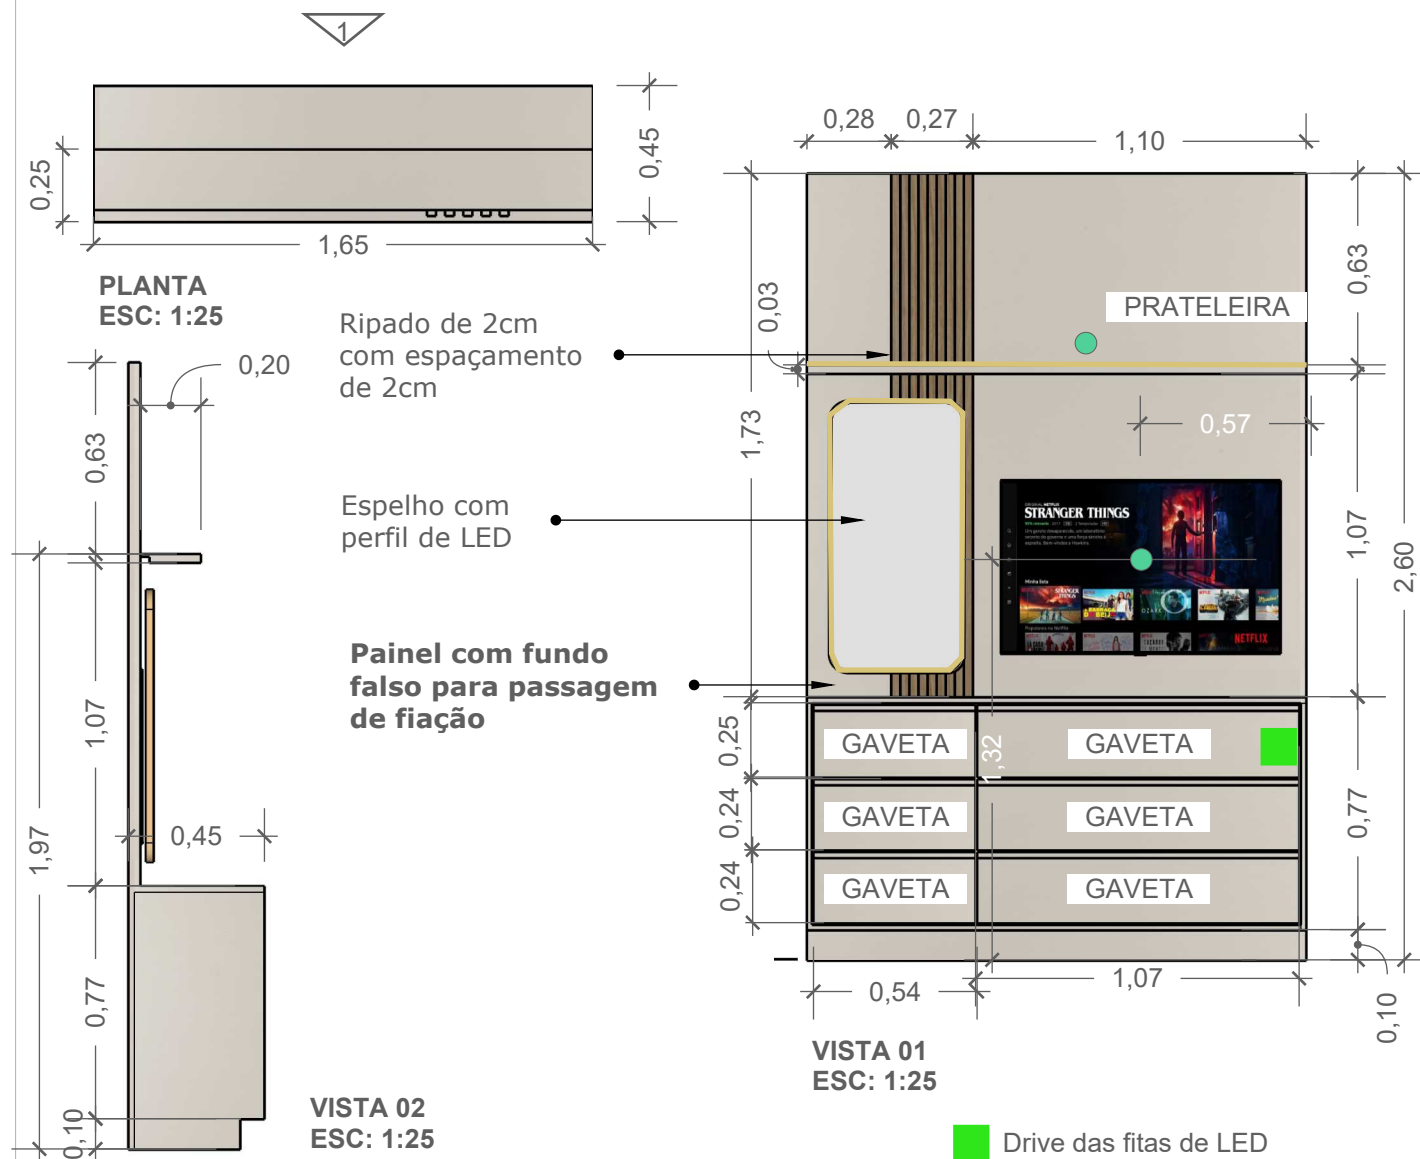 1
0,28
0,27
1,10
0,25
0,45
1,65
PLANTA
ESC: 1:25
0,63
0,03
PRATELEIRA
Ripado de 2cm
com espaçamento
de 2cm
0,20
0,63
1,73
0,57
Espelho com
perfil de LED
STRANGER THINGS
Minha lista
OZARK
NETFLIX
1,07
2,60
Painel com fundo
falso para passagem
de fiação
1,07
0,25
GAVETA
GAVETA
1,32
0,24
GAVETA
GAVETA
0,77
0,45
1,97
0,24
GAVETA
GAVETA
0,77
0,54
1,07
0,10
VISTA 01
ESC: 1:25
0,10
VISTA 02
ESC: 1:25
Drive das fitas de LED